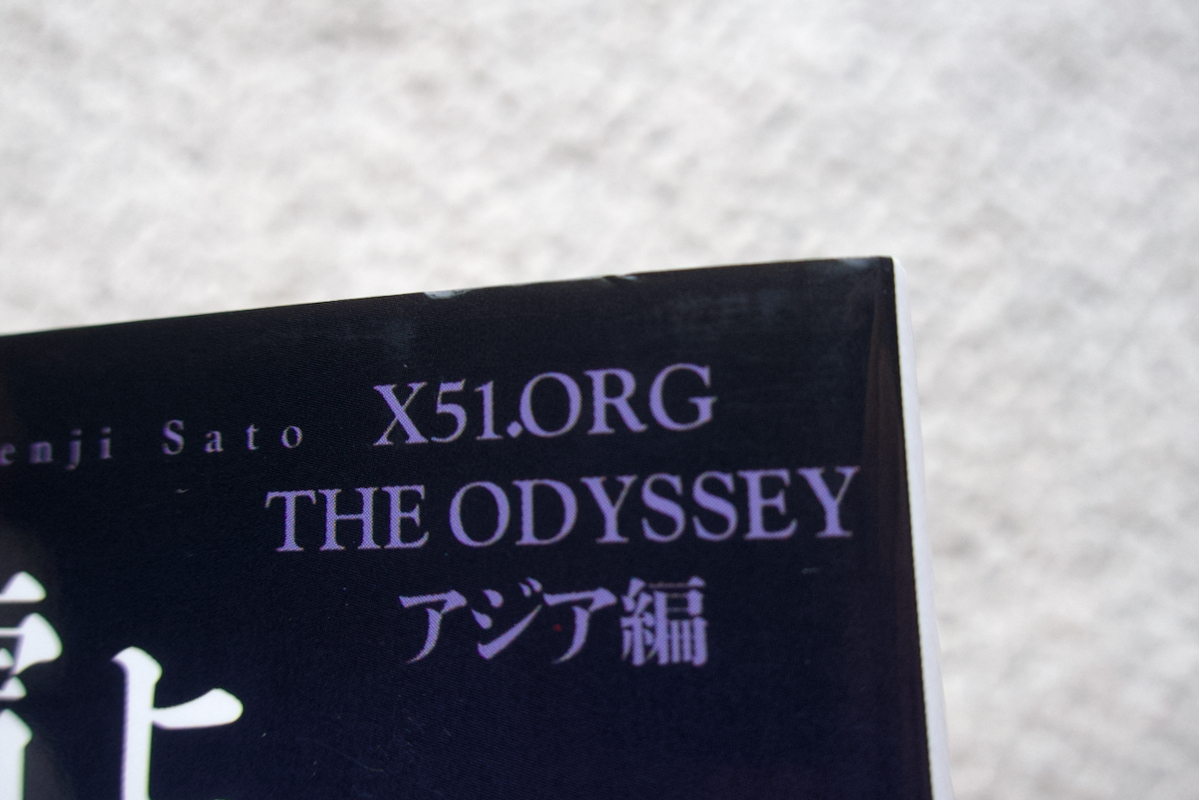 enji Sato
X51.ORG
THE ODYSSEY
アジア編